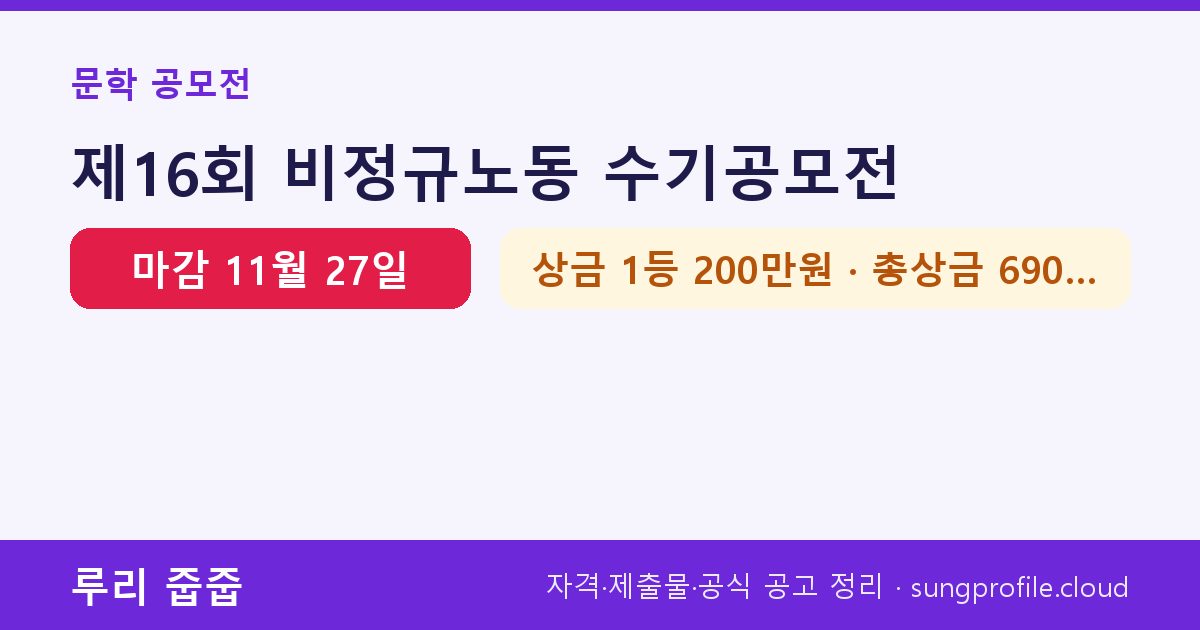 문학 공모전
제16회 비정규노동 수기공모전
마감 11월 27일
상금 1등 200만원 · 총상금 690...
루리 줍줍
자격·제출물·공식 공고 정리 · sungprofile.cloud